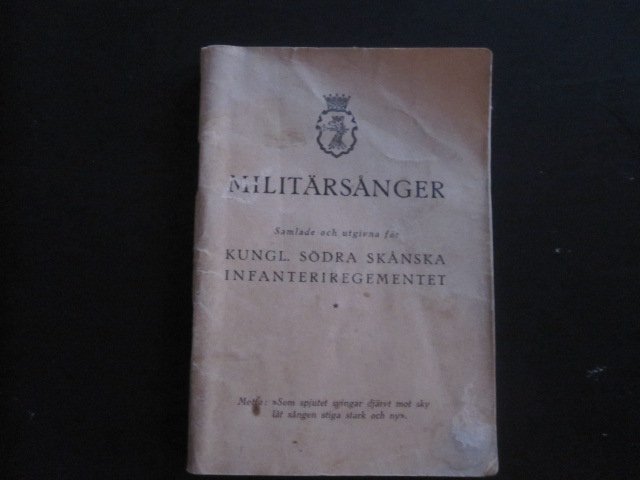 MILITÄRSÅNGER
Samlade och utgivna för
KUNGL. SÖDRA SKÅNSKA
INFANTERIREGEMENTET
*
Motto: »Som spjutet springar djärvt mot sky
låt sången stiga stark och ny».